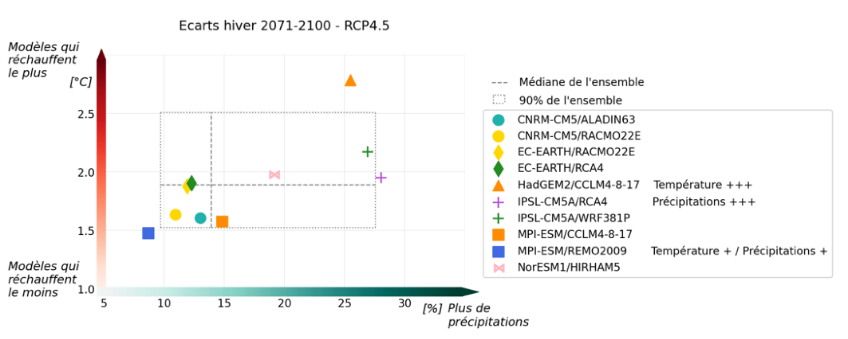 Ecarts hiver 2071-2100 - RCP4.5
Modèles qui
réchauffent
le plus
[°C]
2.5
2.0
1.5
1.0
Modèles qui
réchauffent
le moins
5
10
15
20
25
30
[%]
Plus de
précipitations
Médiane de l'ensemble
90% de l'ensemble
CNRM-CM5/ALADIN63
CNRM-CM5/RACMO22E
EC-EARTH/RACMO22E
EC-EARTH/RCA4
HadGEM2/CCLM4-8-17 Température +++
IPSL-CM5A/RCA4 Précipitations +++
IPSL-CM5A/WRF381P
MPI-ESM/CCLM4-8-17
MPI-ESM/REMO2009 Température + / Précipitations +
NorESM1/HIRHAM5